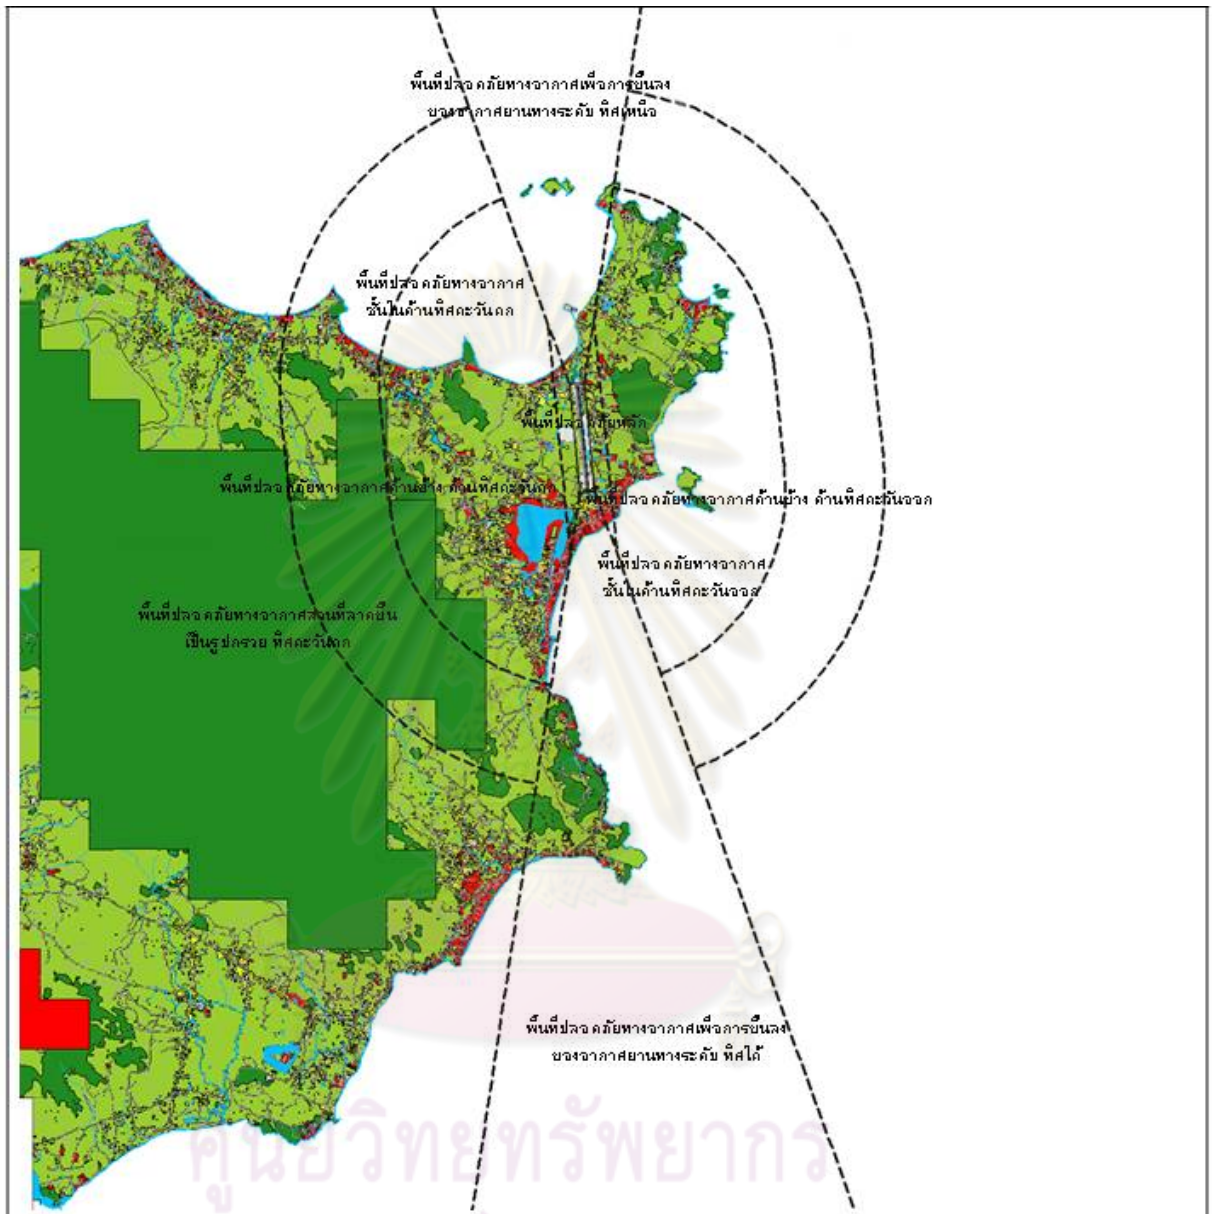 พื้นที่ปลอดภัยทางอากาศเพื่อการขึ้นลง
ของอากาศยานทางระดับ ทิศเหนือ
พื้นที่ปลอดภัยทางอากาศ
ชั้นในด้านทิศตะวันตก
พื้นที่ปลอดภัยหลัก
พื้นที่ปลอดภัยทางอากาศด้านข้าง ด้านทิศตะวันตก
พื้นที่ปลอดภัยทางอากาศด้านข้าง ด้านทิศตะวันออก
พื้นที่ปลอดภัยทางอากาศ
ชั้นในด้านทิศตะวันออก
พื้นที่ปลอดภัยทางอากาศส่วนที่ลาดขึ้น
เป็นรูปกรวย ทิศตะวันตก
พื้นที่ปลอดภัยทางอากาศเพื่อการขึ้นลง
ของอากาศยานทางระดับ ทิศใต้
ศูนย์วิทยทรัพยากร